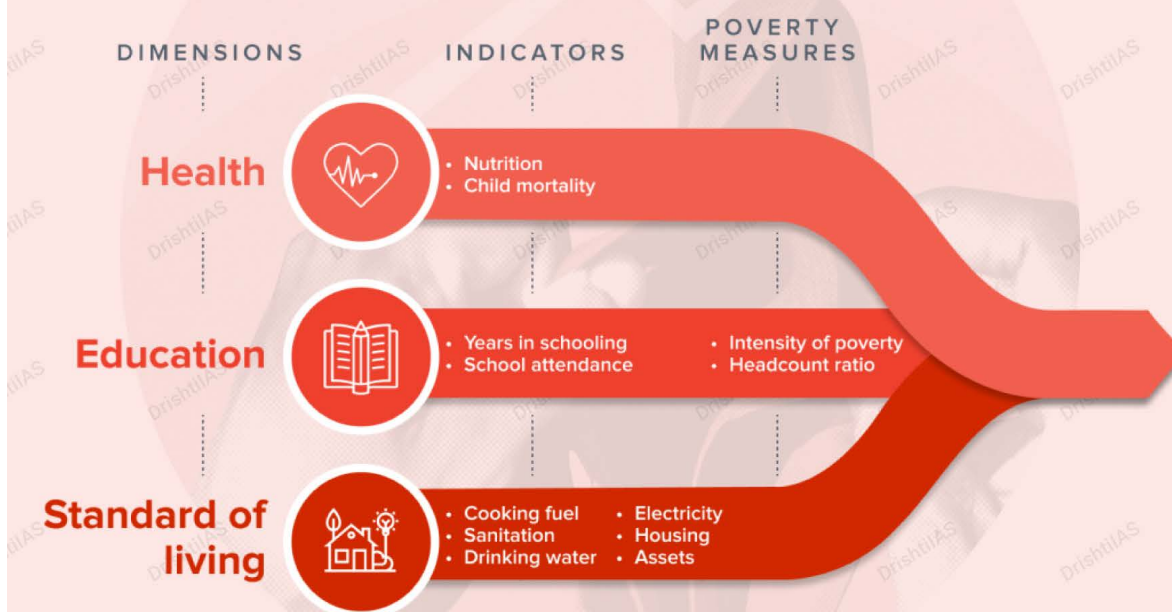 DIMENSIONS
INDICATORS
POVERTY
MEASURES
Health
• Nutrition
• Child mortality
Education
• Years in schooling
• School attendance
• Intensity of poverty
• Headcount ratio
Standard of
living
• Cooking fuel
• Sanitation
• Drinking water
• Electricity
• Housing
• Assets
DrishtiIAS